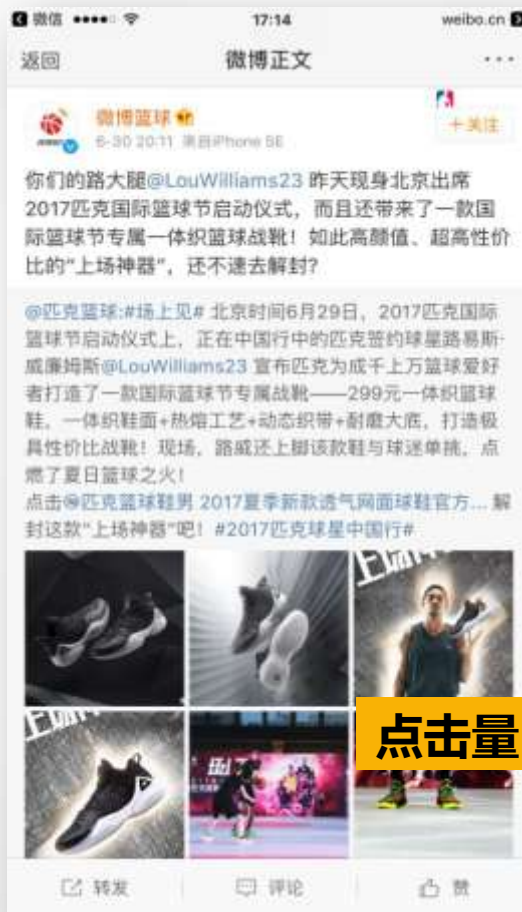 微信 17:14 weibo.cn
返回 微博正文
微博篮球
+关注
6-30 20:11 来自iPhone SE
你们的路大腿@LouWilliams23 昨天现身北京出席
2017匹克国际篮球节启动仪式，而且还带来了一款国
际篮球节专属一体织篮球战靴！如此高颜值、超高性价
比的“上场神器”，还不速去解封？
@匹克篮球:#场上见# 北京时间6月29日，2017匹克国际
篮球节启动仪式上，正在中国行中的匹克签约球星路易斯·
威廉姆斯@LouWilliams23 宣布匹克为成千上万篮球爱好
者打造了一款国际篮球节专属战靴——299元一体织篮球
鞋，一体织鞋面+热熔工艺+动态织带+耐磨大底，打造极
具性价比战靴！现场，路威还上脚该款鞋与球迷单挑，点
燃了夏日篮球之火！
点击匹克篮球鞋男 2017夏季新款透气网面球鞋官方... 解
封这款“上场神器”吧！#2017匹克球星中国行#
点击量
转发 评论 赞